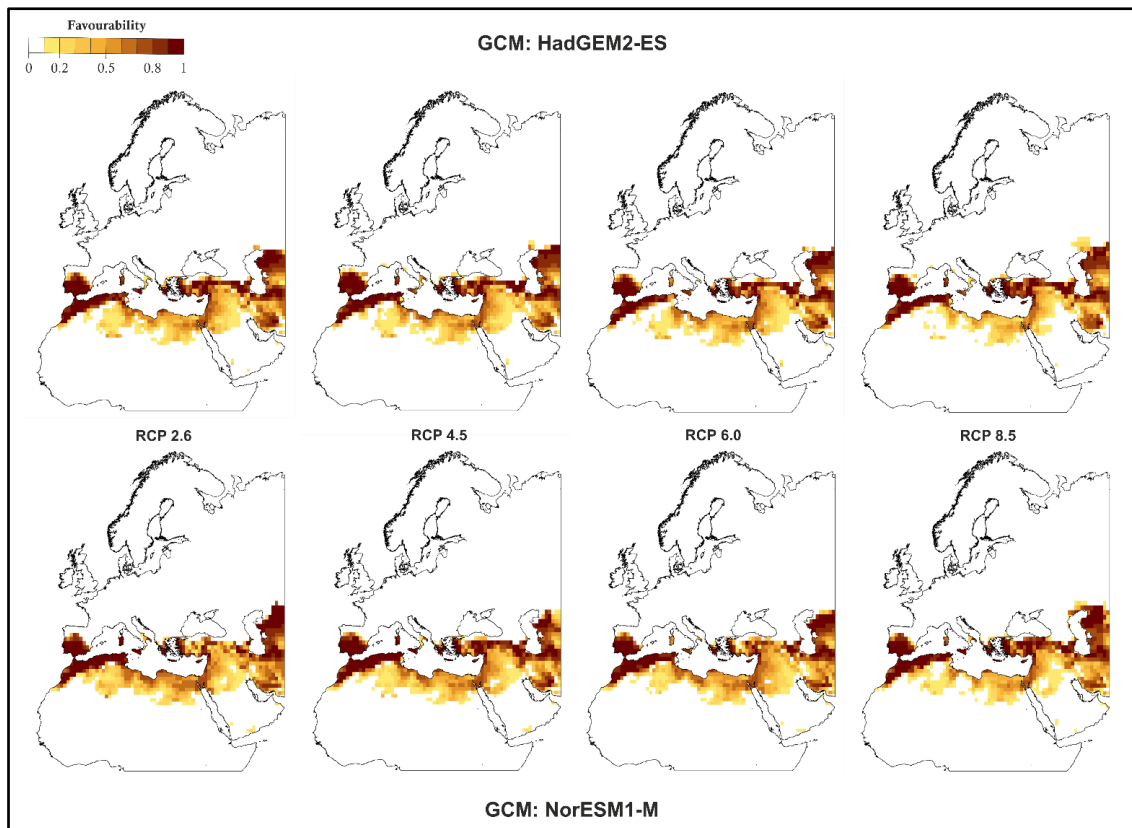 Favourability
0 0.2 0.5 0.8 1
GCM: HadGEM2-ES
RCP 2.6 RCP 4.5 RCP 6.0 RCP 8.5
GCM: NorESM1-M